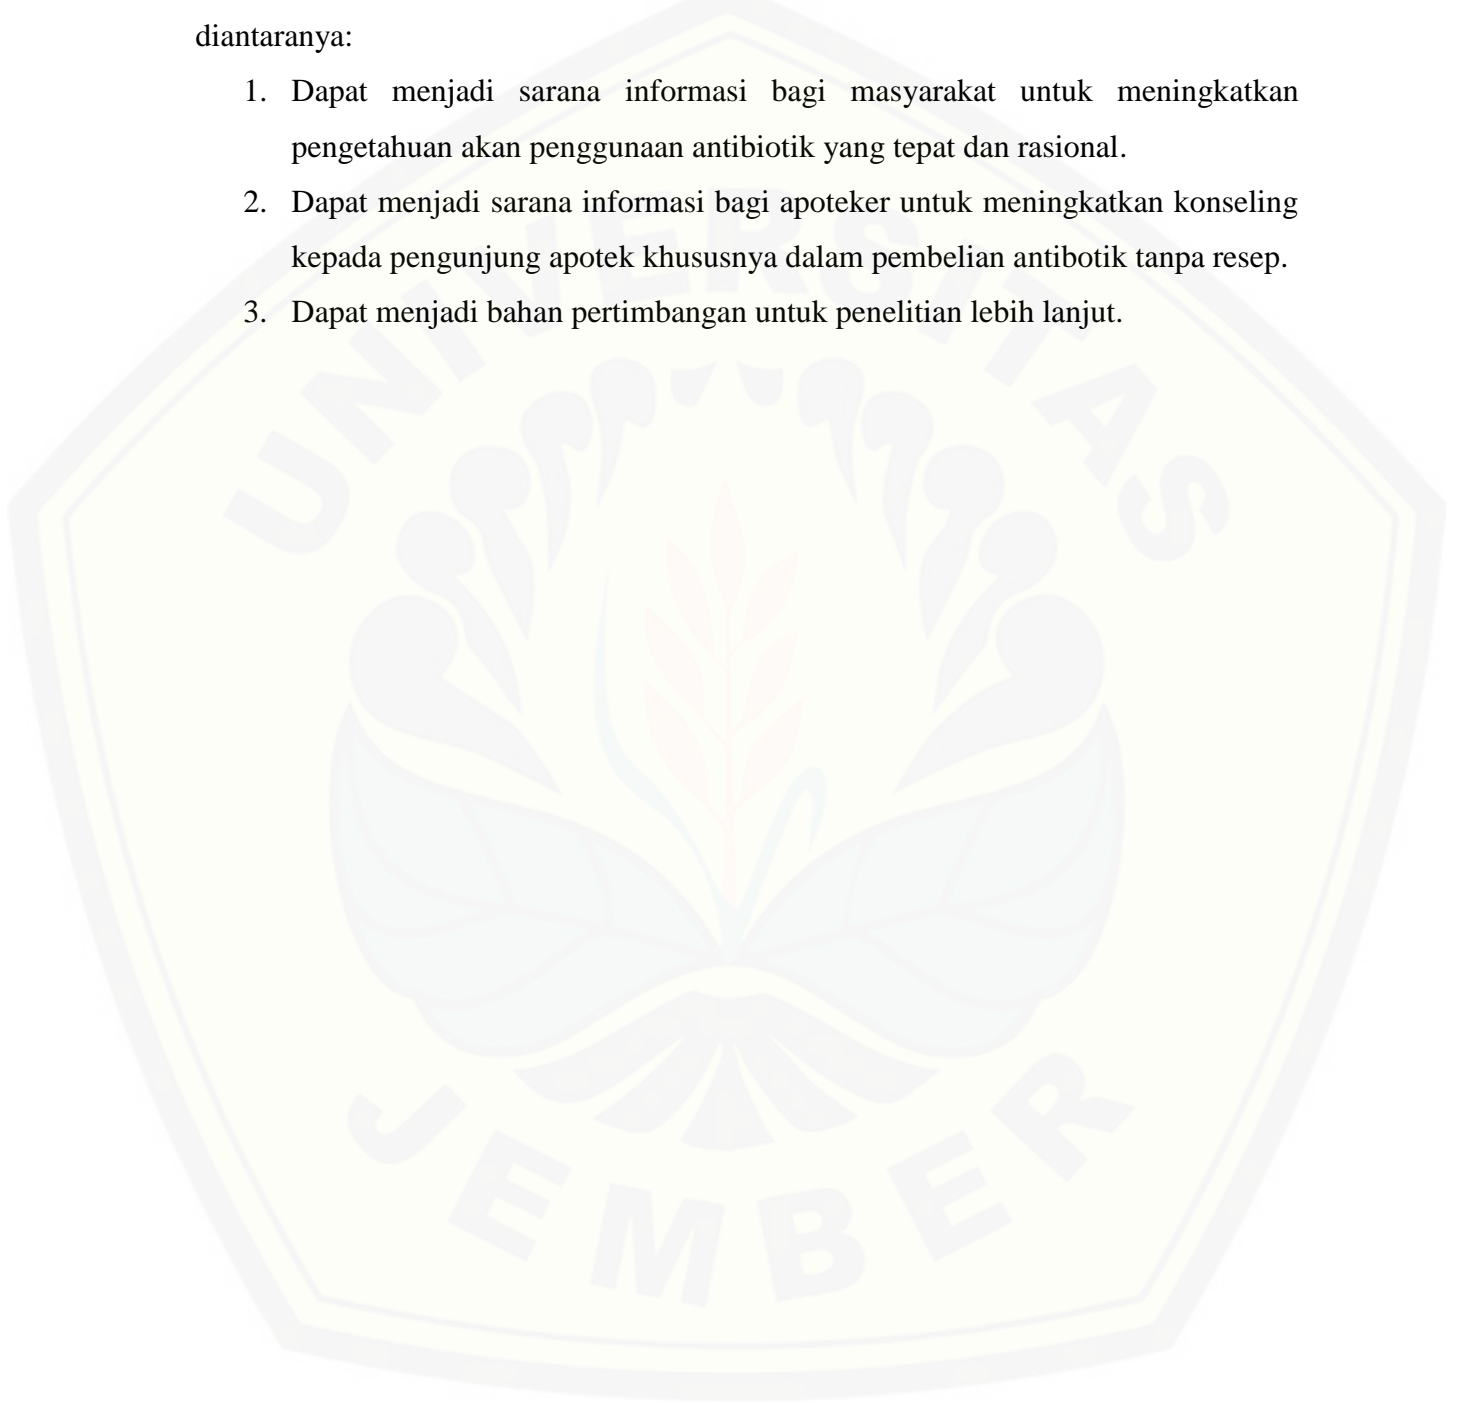 diantaranya:
1. Dapat menjadi sarana informasi bagi masyarakat untuk meningkatkan
pengetahuan akan penggunaan antibiotik yang tepat dan rasional.
2. Dapat menjadi sarana informasi bagi apoteker untuk meningkatkan konseling
kepada pengunjung apotek khususnya dalam pembelian antibotik tanpa resep.
3. Dapat menjadi bahan pertimbangan untuk penelitian lebih lanjut.
UNIVERSITAS
JEMBER